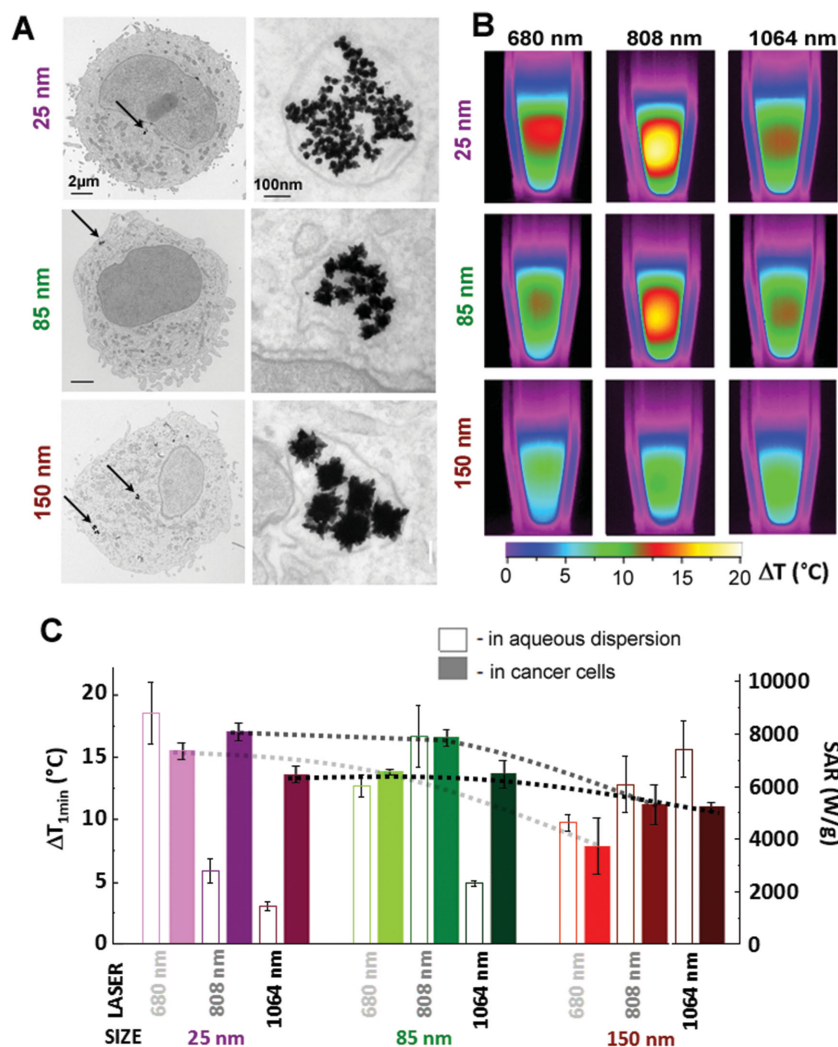 A
25 nm
2µm
100nm
85 nm
150 nm
B
680 nm 808 nm 1064 nm
25 nm
85 nm
150 nm
0 5 10 15 20 ΔT (°C)
C
- in aqueous dispersion
- in cancer cells
ΔT1min (°C)
20
15
10
5
0
SAR (W/g)
10000
8000
6000
4000
2000
0
LASER 680 nm 808 nm 1064 nm 680 nm 808 nm 1064 nm 680 nm 808 nm 1064 nm
SIZE 25 nm 85 nm 150 nm